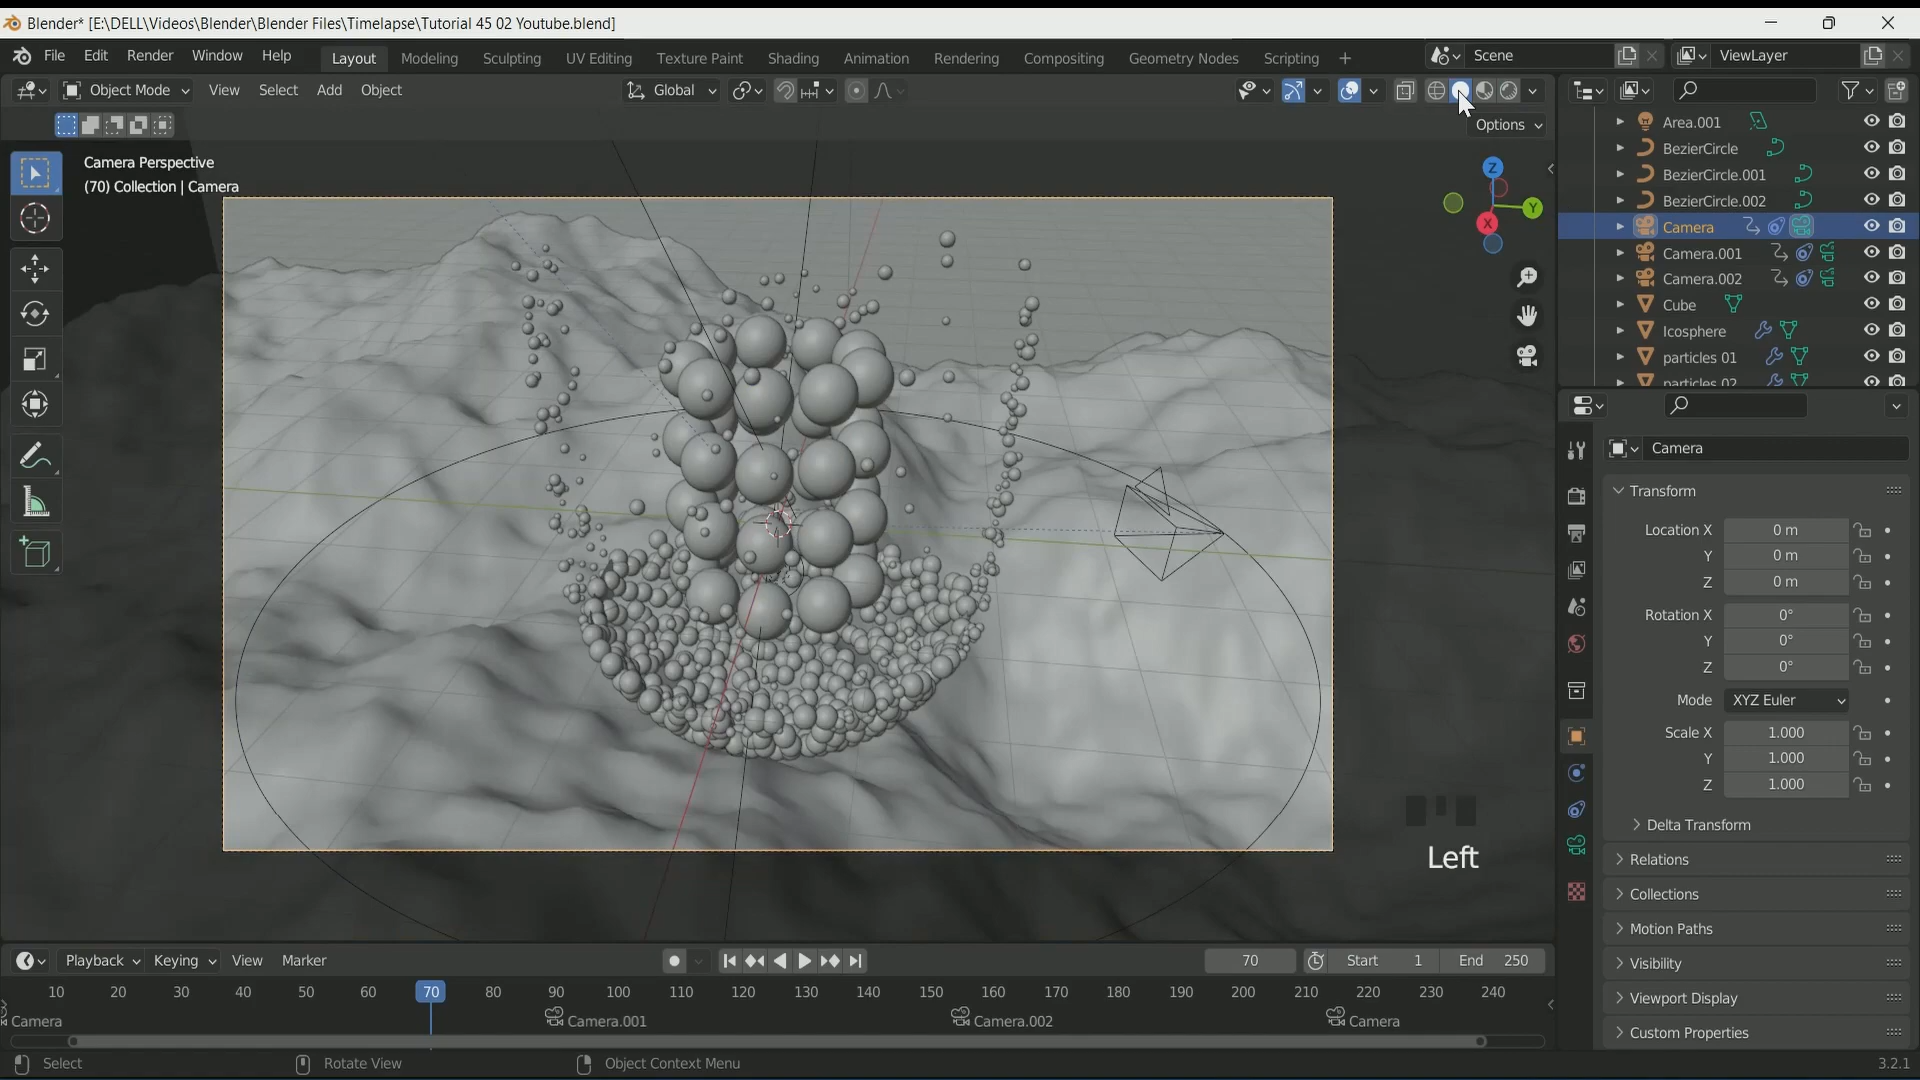 Blender* [E:\DELL\Videos\Blender\Blender Files\Timelapse\Tutorial 45 02 Youtube.blend]
File Edit Render Window Help Layout Modeling Sculpting UV Editing Texture Paint Shading Animation Rendering Compositing Geometry Nodes Scripting + Scene ViewLayer
Object Mode View Select Add Object Global
Options
Camera Perspective
(70) Collection | Camera
Z
Y
X
Area.001
BezierCircle
BezierCircle.001
BezierCircle.002
Camera
Camera.001
Camera.002
Cube
Icosphere
particles 01
particles 02
Camera
Transform
Location X 0 m
Y 0 m
Z 0 m
Rotation X 0°
Y 0°
Z 0°
Mode XYZ Euler
Scale X 1.000
Y 1.000
Z 1.000
Delta Transform
Relations
Collections
Motion Paths
Visibility
Viewport Display
Custom Properties
Left
Playback Keying View Marker 70 Start 1 End 250
10 20 30 40 50 60 70 80 90 100 110 120 130 140 150 160 170 180 190 200 210 220 230 240
Camera Camera.001 Camera.002 Camera
Select Rotate View Object Context Menu 3.2.1